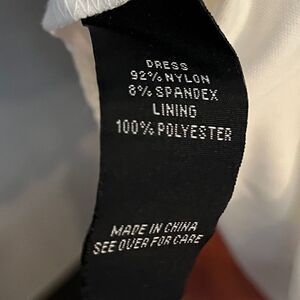 DRESS
92% NYLON
8% SPANDEX
LINING
100% POLYESTER
MADE IN CHINA
SEE OVER FOR CARE